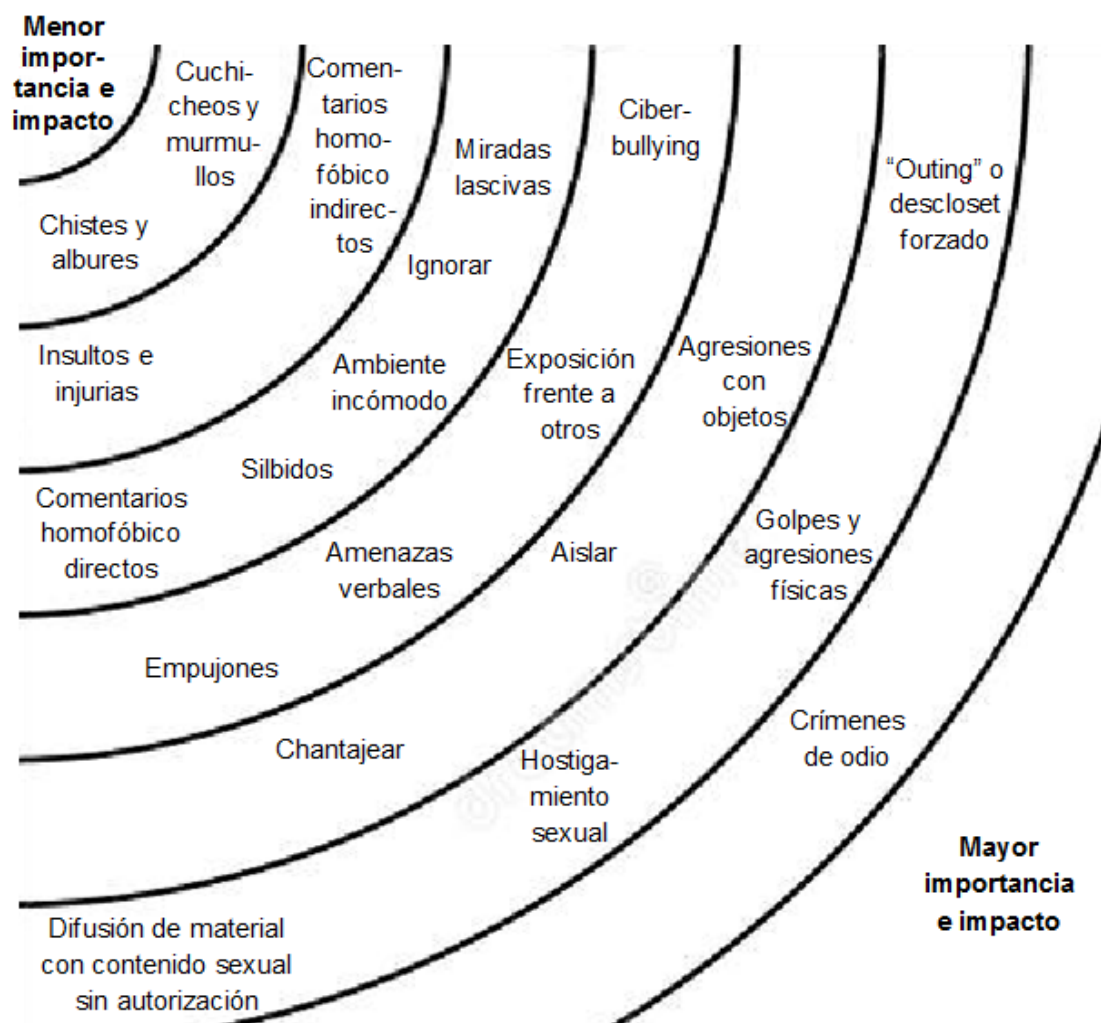 Menor
impor-
tancia e
impacto
Cuchi-
cheos y
murmu-
llos
Chistes y
albures
Comen-
tarios
homo-
fóbico
indirec-
tos
Insultos e
injurias
Miradas
lascivas
Ignorar
Ambiente
incómodo
Silbidos
Comentarios
homofóbico
directos
Ciber-
bullying
Exposición
frente a
otros
Amenazas
verbales
Empujones
Agresiones
con
objetos
Aislar
Chantajear
“Outing” o
descloset
forzado
Golpes y
agresiones
físicas
Hostiga-
miento
sexual
Difusión de material
con contenido sexual
sin autorización
Crímenes
de odio
Mayor
importancia
e impacto